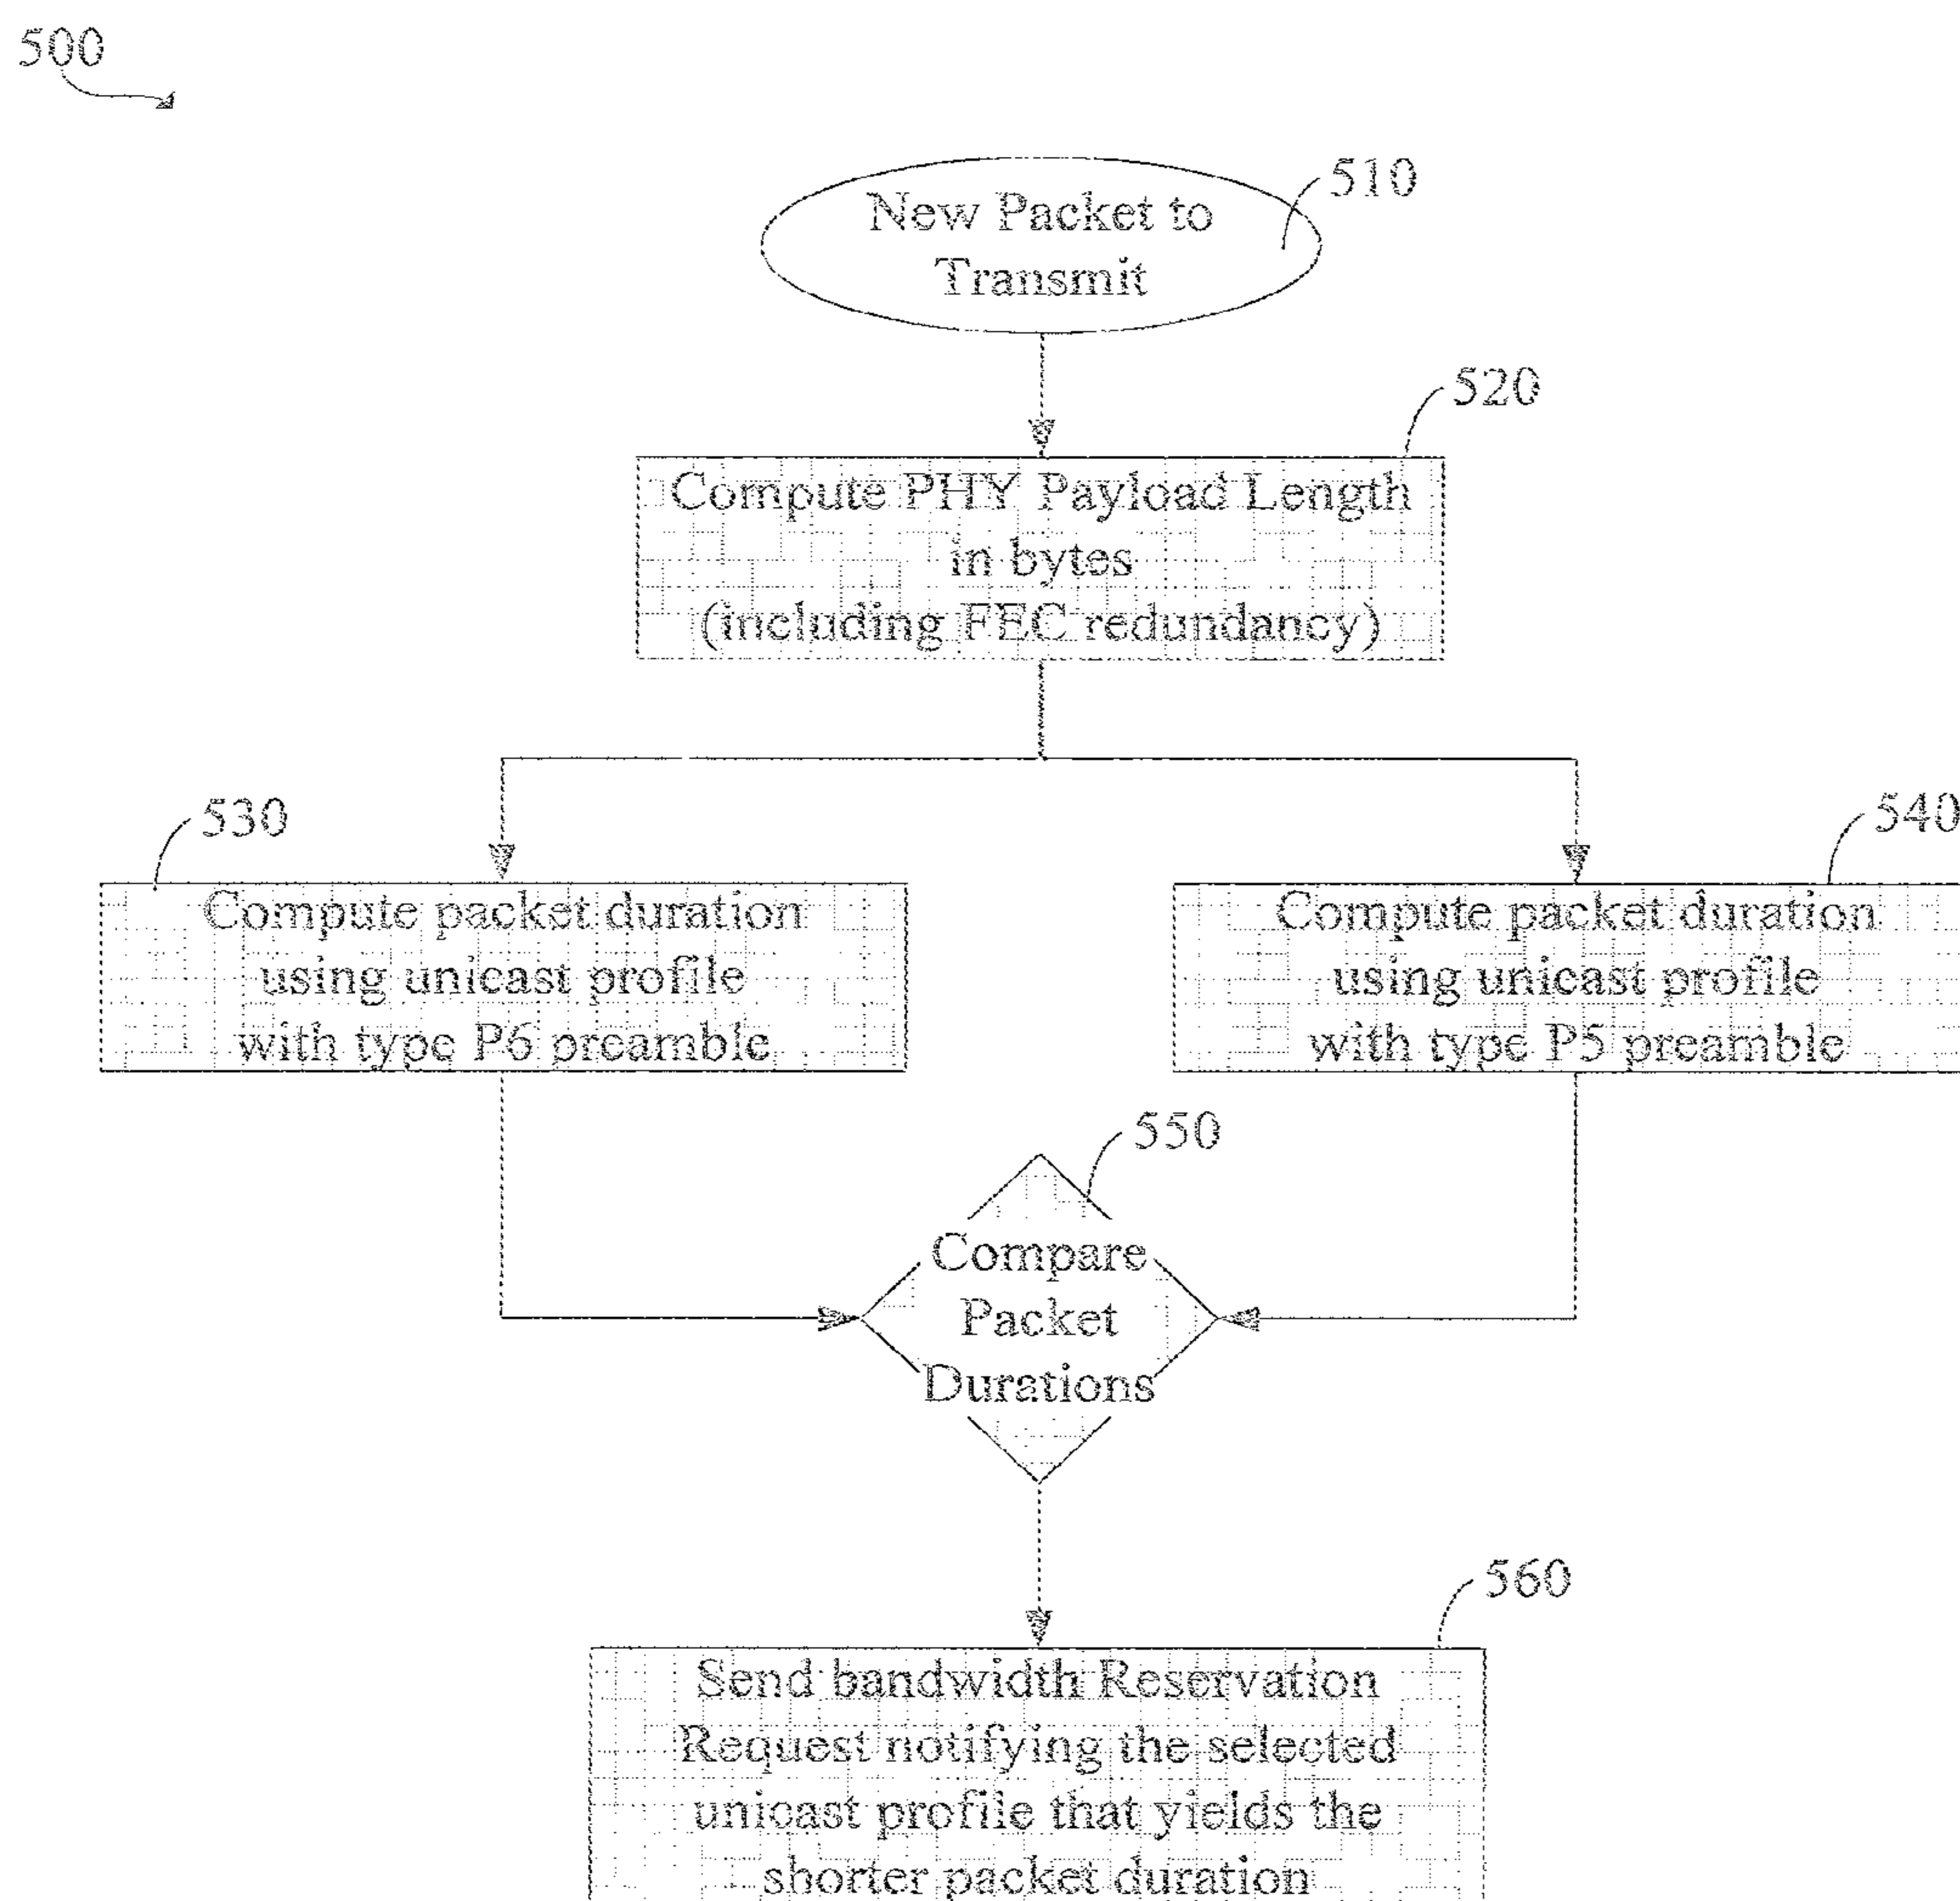 500
510
New Packet to
Transmit
520
Compute PHY Payload Length
in bytes
(including FEC redundancy)
530
Compute packet duration
using unicast profile
with type P6 preamble
540
Compute packet duration
using unicast profile
with type P5 preamble
550
Compare
Packet
Durations
560
Send bandwidth Reservation
Request notifying the selected
unicast profile that yields the
shorter packet duration